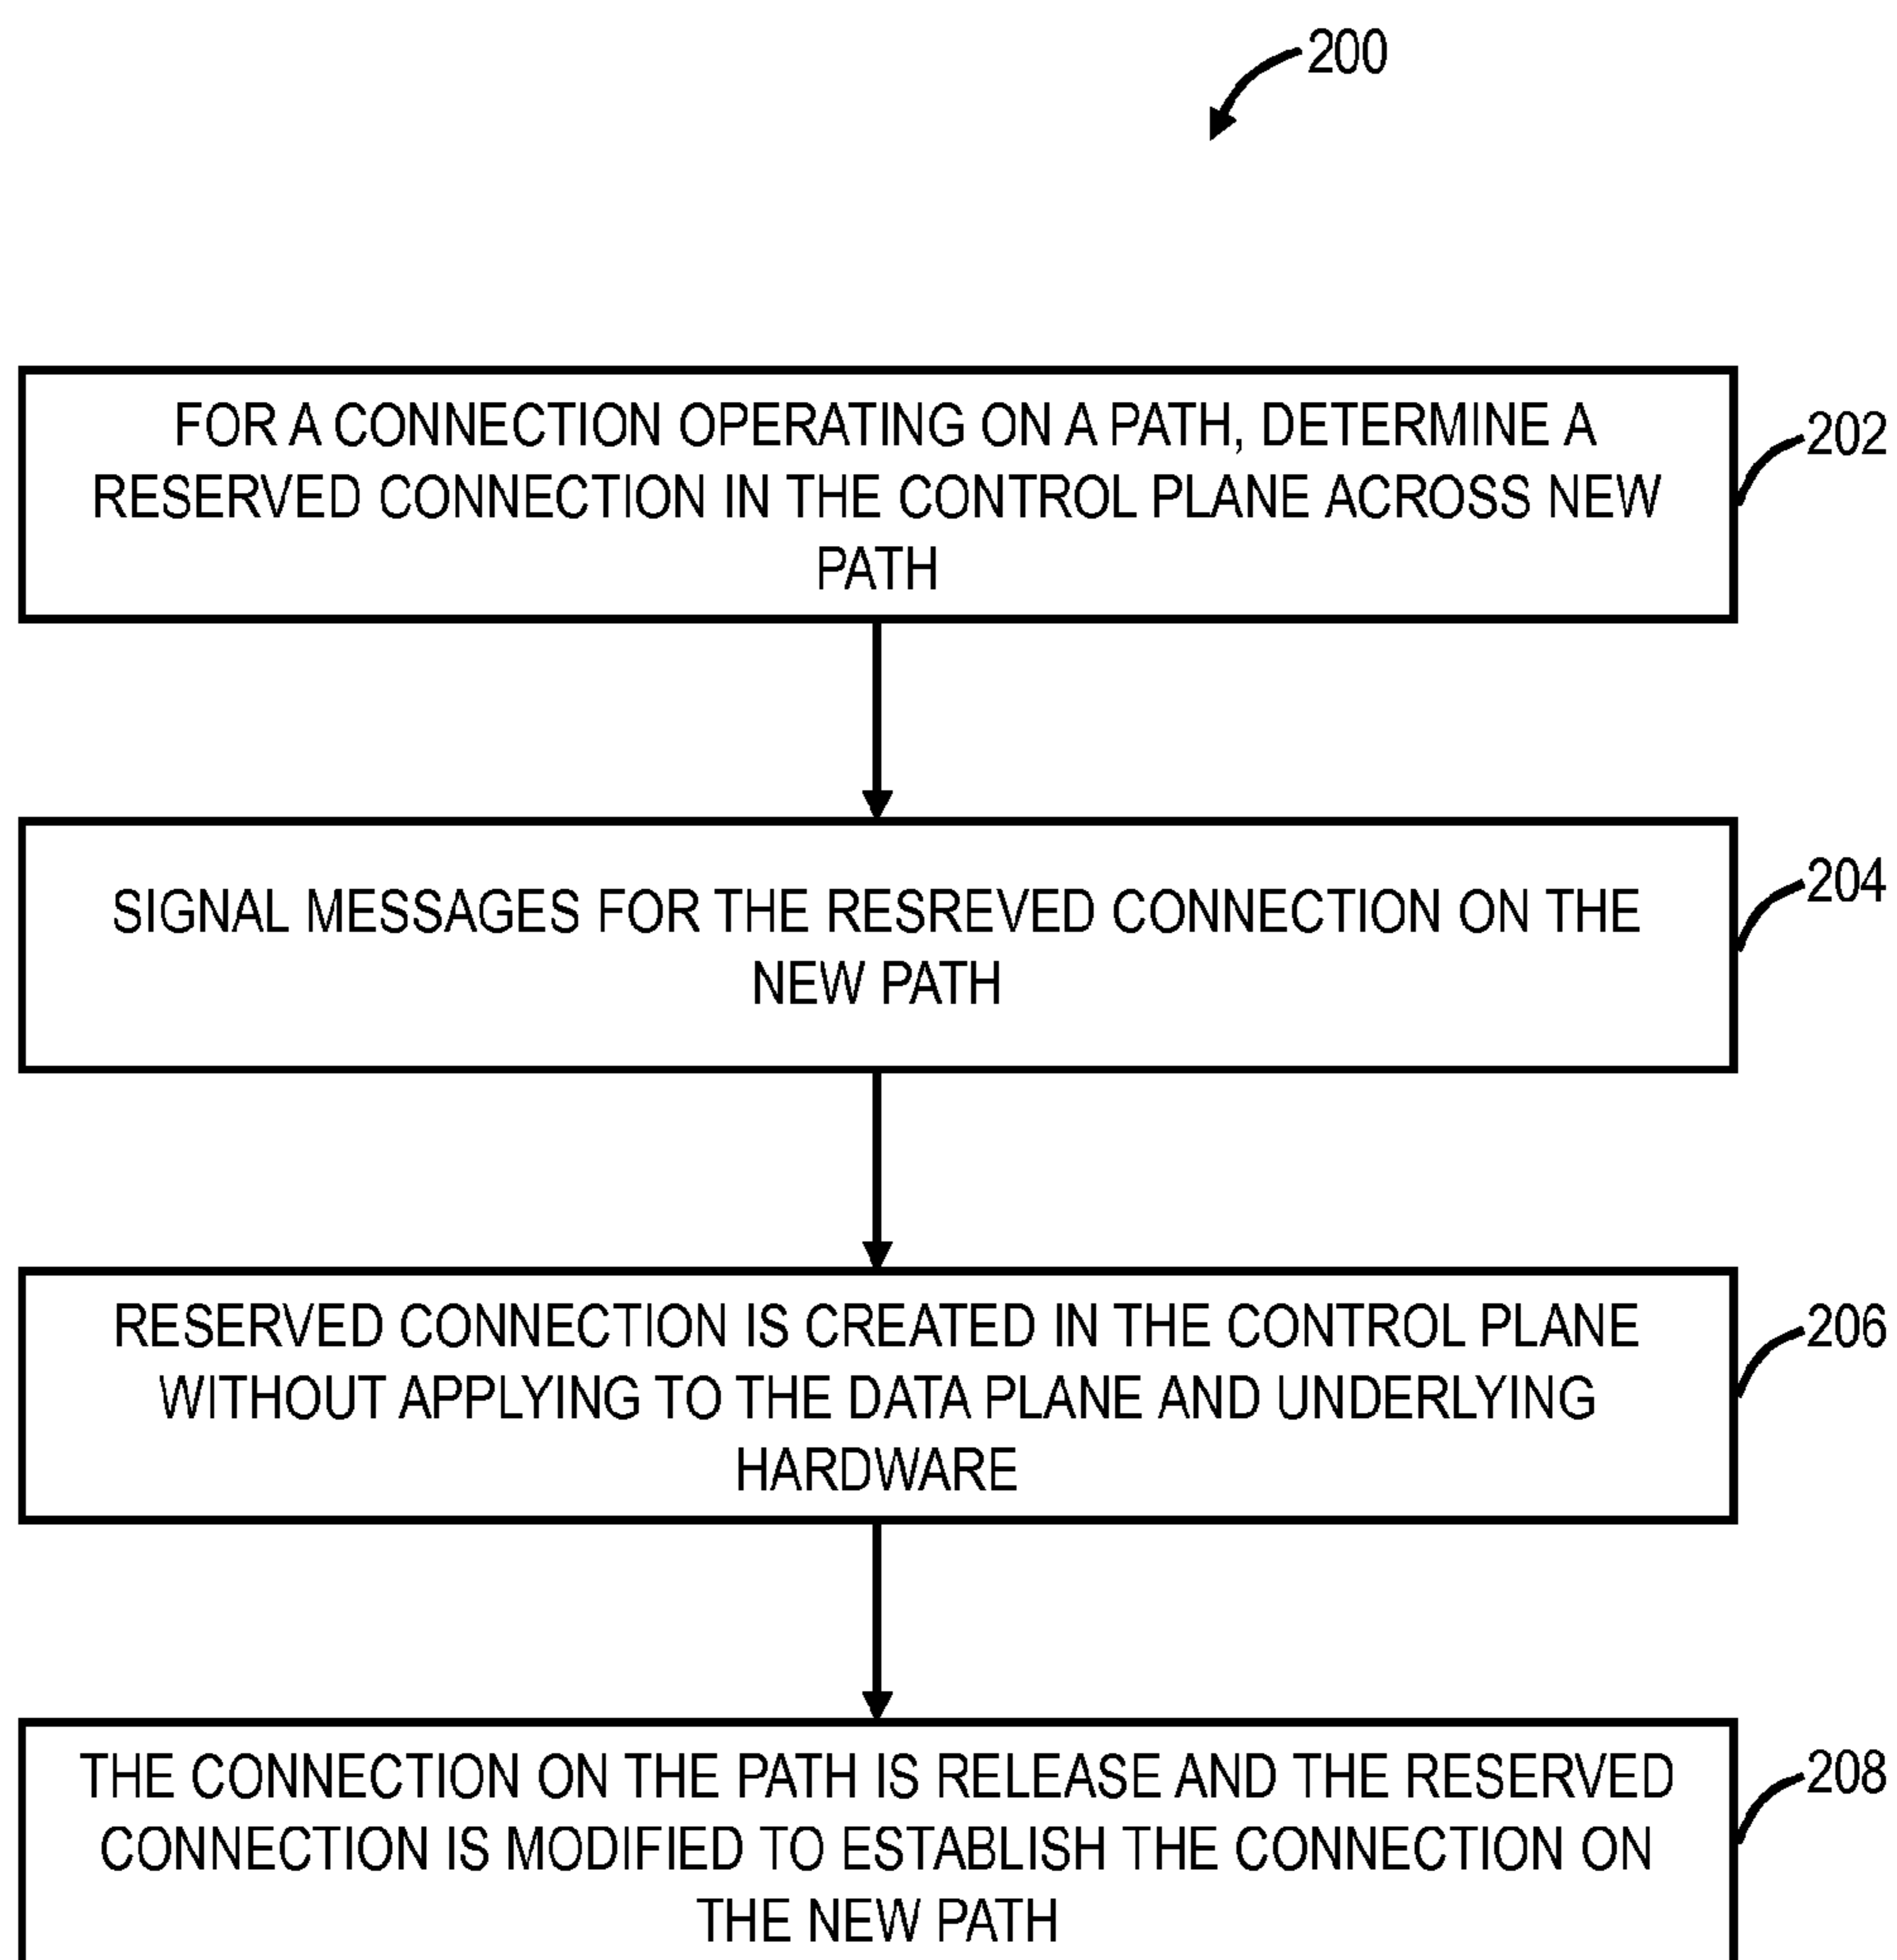 200
FOR A CONNECTION OPERATING ON A PATH, DETERMINE A
RESERVED CONNECTION IN THE CONTROL PLANE ACROSS NEW
PATH
202
SIGNAL MESSAGES FOR THE RESREVED CONNECTION ON THE
NEW PATH
204
RESERVED CONNECTION IS CREATED IN THE CONTROL PLANE
WITHOUT APPLYING TO THE DATA PLANE AND UNDERLYING
HARDWARE
206
THE CONNECTION ON THE PATH IS RELEASE AND THE RESERVED
CONNECTION IS MODIFIED TO ESTABLISH THE CONNECTION ON
THE NEW PATH
208